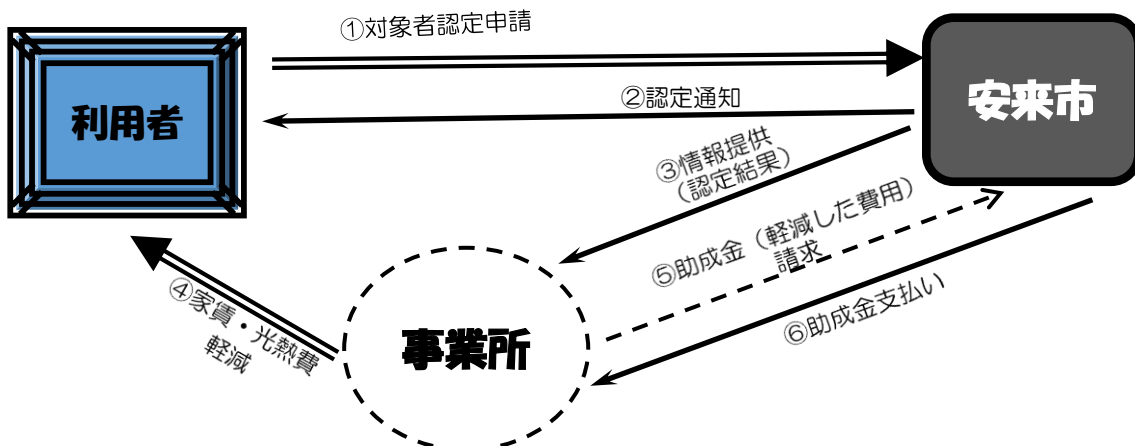 ①対象者認定申請
利用者
安来市
②認定通知
③情報提供
（認定結果）
⑤助成金（軽減した費用）
請求
④家賃・光熱費
軽減
事業所
⑥助成金支払い